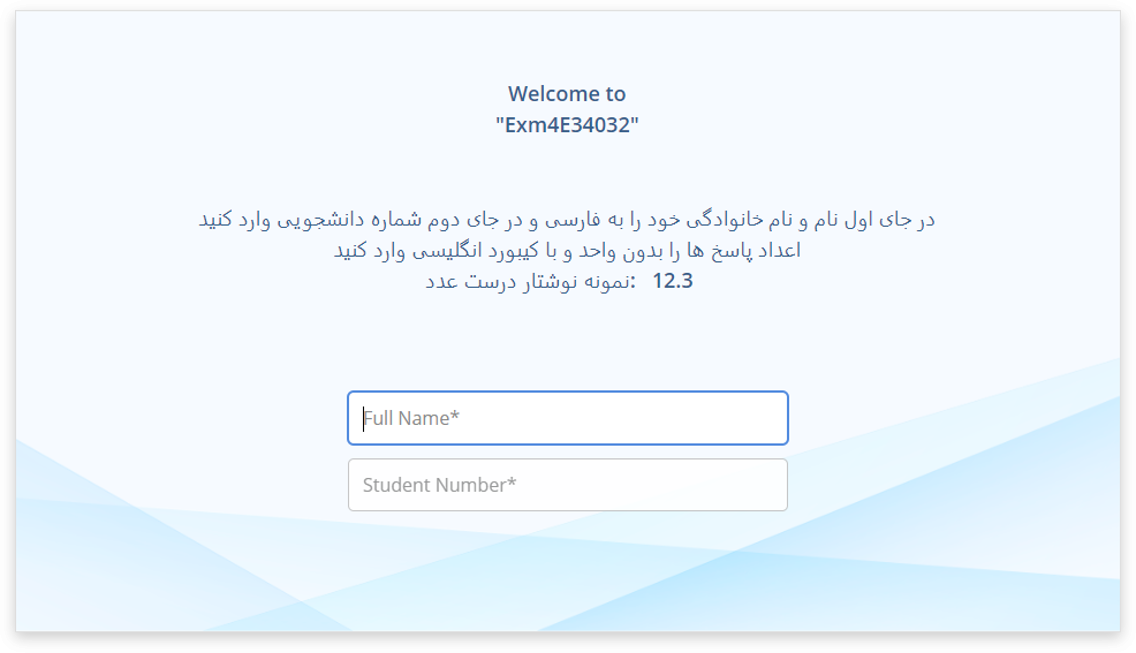 Welcome to
"Exm4E34032"
در جای اول نام و نام خانوادگی خود را به فارسی و در جای دوم شماره دانشجویی وارد کنید
اعداد پاسخ ها را بدون واحد و با کیبورد انگلیسی وارد کنید
نمونه نوشتار درست عدد:   12.3
Full Name*
Student Number*